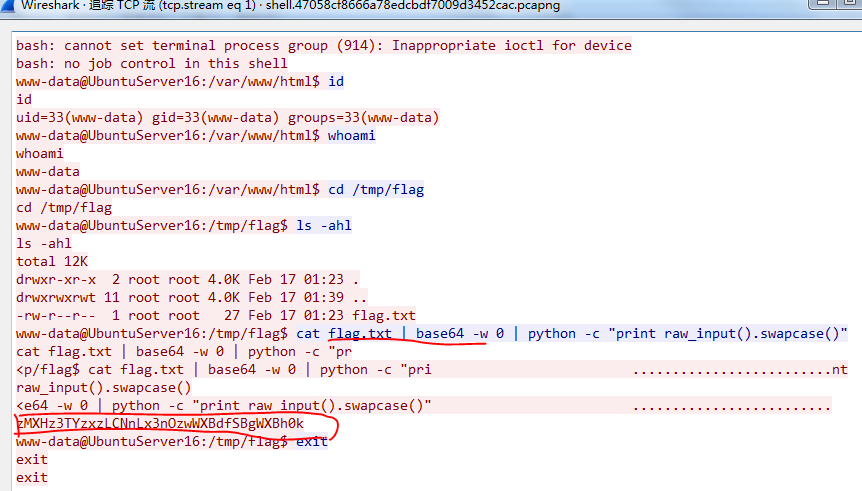 Wireshark · 追踪 TCP 流 (tcp.stream eq 1) · shell.47058cf8666a78edcbdf7009d3452cac.pcapng
bash: cannot set terminal process group (914): Inappropriate ioctl for device
bash: no job control in this shell
www-data@UbuntuServer16:/var/www/html$ id
id
uid=33(www-data) gid=33(www-data) groups=33(www-data)
www-data@UbuntuServer16:/var/www/html$ whoami
whoami
www-data
www-data@UbuntuServer16:/var/www/html$ cd /tmp/flag
cd /tmp/flag
www-data@UbuntuServer16:/tmp/flag$ ls -ahl
ls -ahl
total 12K
drwxr-xr-x  2 root root 4.0K Feb 17 01:23 .
drwxrwxrwt 11 root root 4.0K Feb 17 01:39 ..
-rw-r--r--  1 root root   27 Feb 17 01:23 flag.txt
www-data@UbuntuServer16:/tmp/flag$ cat flag.txt | base64 -w 0 | python -c "print raw_input().swapcase()"
cat flag.txt | base64 -w 0 | python -c "pr
<p/flag$ cat flag.txt | base64 -w 0 | python -c "pri                         .........................nt
raw_input().swapcase()
<e64 -w 0 | python -c "print raw_input().swapcase()"                         .........................
zMXHz3TYzxzLCNnLx3nOzwWXBdfSBgWXBh0k
www-data@UbuntuServer16:/tmp/flag$ exit
exit
exit